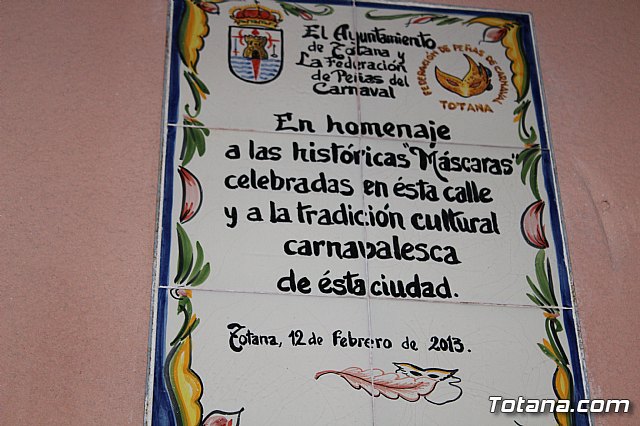 El Ayuntamiento
de Totana y
La Federación
de Peñas del
Carnaval
FEDERACIÓN DE PEÑAS DE CARNAVAL
TOTANA
En homenaje
a las históricas "Máscaras"
celebradas en ésta calle
y a la tradición cultural
carnavalesca
de ésta ciudad.
Totana, 12 de Febrero de 2013.
Totana.com